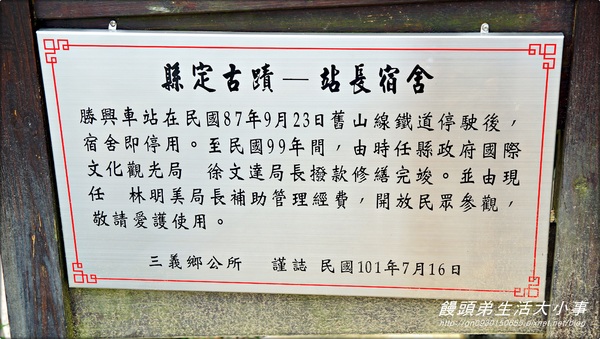 縣定古蹟—站長宿舍
勝興車站在民國87年9月23日舊山線鐵道停駛後，
宿舍即停用。至民國99年間，由時任縣政府國際
文化觀光局　徐文達局長撥款修繕完竣。並由現
任　林明美局長補助管理經費，開放民眾參觀，
敬請愛護使用。
三義鄉公所　謹誌 民國101年7月16日
饅頭弟生活大小事